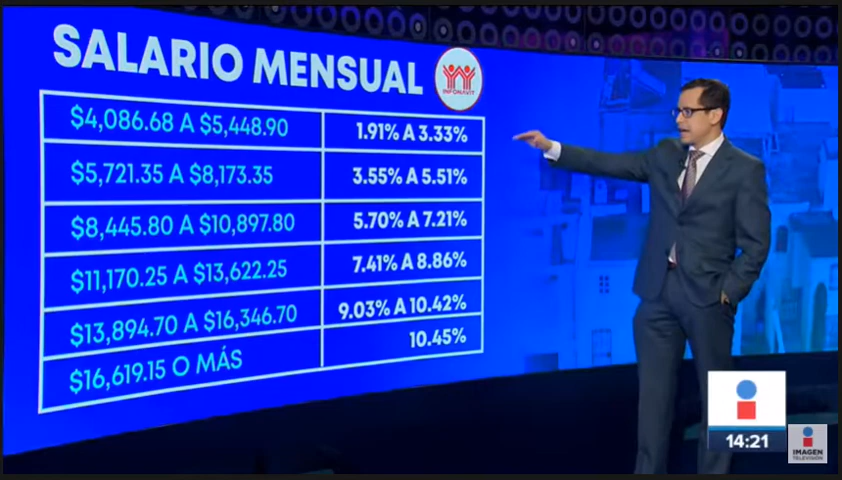 SALARIO MENSUAL
INFONAVIT
$4,086.68 A $5,448.90 1.91% A 3.33%
$5,721.35 A $8,173.35 3.55% A 5.51%
$8,445.80 A $10,897.80 5.70% A 7.21%
$11,170.25 A $13,622.25 7.41% A 8.86%
$13,894.70 A $16,346.70 9.03% A 10.42%
$16,619.15 O MÁS 10.45%
14:21
IMAGEN
TELEVISIÓN